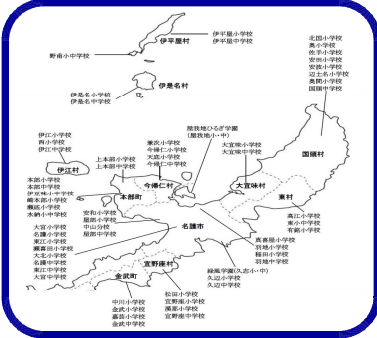 伊平屋村
伊平屋小学校
伊平屋中学校
野甫小中学校
伊是名村
伊是名小学校
伊是名中学校
北国小学校
奥小学校
佐手小学校
安田小学校
安波小学校
辺土名小学校
奥間小学校
国頭中学校
国頭村
伊江小学校
西小学校
伊江中学校
伊江村
上本部小学校
上本部中学校
兼次小学校
今帰仁小学校
天底小学校
今帰仁中学校
今帰仁村
屋我地ひるぎ学園
(屋我地小・中)
大宜味小学校
大宜味中学校
大宜味村
東村
高江小学校
東小中学校
有銘小学校
本部小学校
本部中学校
伊豆味小中学校
崎本部小学校
瀬底小学校
水納小中学校
本部町
安和小学校
屋部小学校
中山分校
屋部中学校
大宮小学校
名護小学校
東江小学校
瀬喜田小学校
大北小学校
名護中学校
東江中学校
大宮中学校
名護市
真喜屋小学校
羽地小学校
稲田小学校
羽地中学校
緑風学園(久志小・中)
久辺小学校
久辺中学校
宜野座村
松田小学校
宜野座小学校
漢那小学校
宜野座中学校
金武町
中川小学校
金武小学校
嘉芸小学校
金武中学校